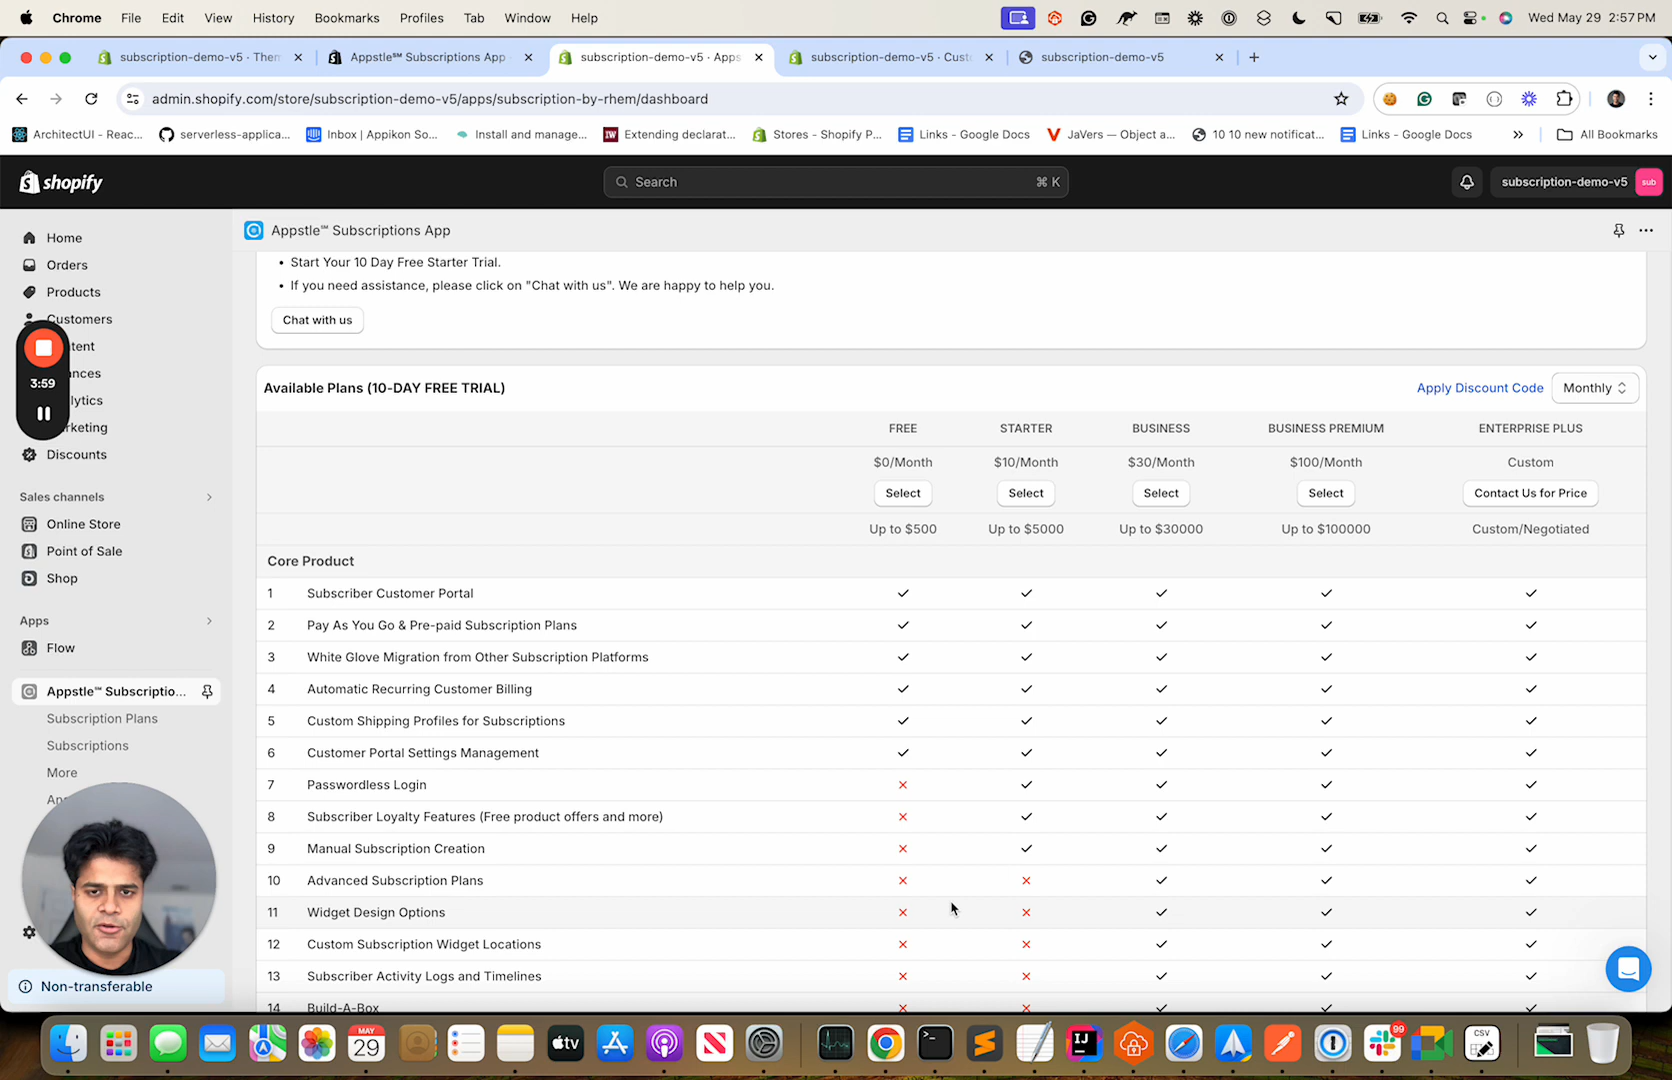 Chrome File Edit View History Bookmarks Profiles Tab Window Help Wed May 29 2:57 PM
subscription-demo-v5 · Them
Appstle℠ Subscriptions App
subscription-demo-v5 · Apps
subscription-demo-v5 · Custo
subscription-demo-v5
admin.shopify.com/store/subscription-demo-v5/apps/subscription-by-rhem/dashboard
ArchitectUI - Reac...
serverless-applica...
Inbox | Appikon So...
Install and manage...
Extending declarat...
Stores - Shopify P...
Links - Google Docs
JaVers — Object a...
10 10 new notificat...
Links - Google Docs
All Bookmarks
shopify
Search ⌘ K
subscription-demo-v5 sub
Home
Orders
Products
Customers
tent
3:59
ances
lytics
rketing
Discounts
Sales channels
Online Store
Point of Sale
Shop
Apps
Flow
Appstle℠ Subscriptio...
Subscription Plans
Subscriptions
More
Ap
Non-transferable
Appstle℠ Subscriptions App
• Start Your 10 Day Free Starter Trial.
• If you need assistance, please click on "Chat with us". We are happy to help you.
Chat with us
Available Plans (10-DAY FREE TRIAL) Apply Discount Code Monthly
FREE STARTER BUSINESS BUSINESS PREMIUM ENTERPRISE PLUS
$0/Month $10/Month $30/Month $100/Month Custom
Select Select Select Select Contact Us for Price
Up to $500 Up to $5000 Up to $30000 Up to $100000 Custom/Negotiated
Core Product
1 Subscriber Customer Portal
2 Pay As You Go & Pre-paid Subscription Plans
3 White Glove Migration from Other Subscription Platforms
4 Automatic Recurring Customer Billing
5 Custom Shipping Profiles for Subscriptions
6 Customer Portal Settings Management
7 Passwordless Login
8 Subscriber Loyalty Features (Free product offers and more)
9 Manual Subscription Creation
10 Advanced Subscription Plans
11 Widget Design Options
12 Custom Subscription Widget Locations
13 Subscriber Activity Logs and Timelines
14 Build-A-Box
MAY
29
tv
IJ
99
CSV